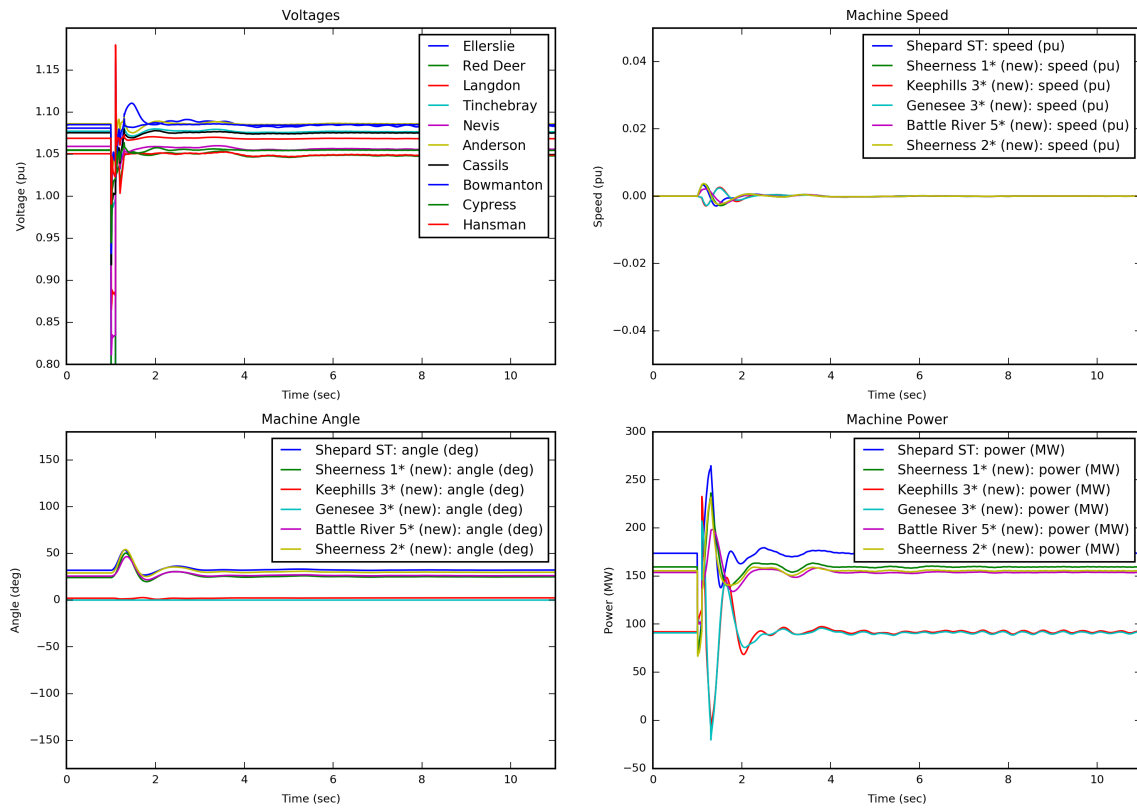 Voltages
Voltage (pu)
1.15
1.10
1.05
1.00
0.95
0.90
0.85
0.80
0 2 4 6 8 10
Time (sec)
Ellerslie
Red Deer
Langdon
Tinchebray
Nevis
Anderson
Cassils
Bowmanton
Cypress
Hansman
Machine Speed
Speed (pu)
0.04
0.02
0.00
−0.02
−0.04
0 2 4 6 8 10
Time (sec)
Shepard ST: speed (pu)
Sheerness 1* (new): speed (pu)
Keephills 3* (new): speed (pu)
Genesee 3* (new): speed (pu)
Battle River 5* (new): speed (pu)
Sheerness 2* (new): speed (pu)
Machine Angle
Angle (deg)
150
100
50
0
−50
−100
−150
0 2 4 6 8 10
Time (sec)
Shepard ST: angle (deg)
Sheerness 1* (new): angle (deg)
Keephills 3* (new): angle (deg)
Genesee 3* (new): angle (deg)
Battle River 5* (new): angle (deg)
Sheerness 2* (new): angle (deg)
Machine Power
Power (MW)
300
250
200
150
100
50
0
−50
0 2 4 6 8 10
Time (sec)
Shepard ST: power (MW)
Sheerness 1* (new): power (MW)
Keephills 3* (new): power (MW)
Genesee 3* (new): power (MW)
Battle River 5* (new): power (MW)
Sheerness 2* (new): power (MW)